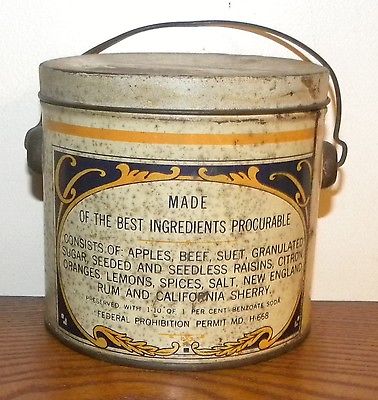 MADE
OF THE BEST INGREDIENTS PROCURABLE
CONSISTS OF: APPLES, BEEF, SUET, GRANULATED
SUGAR, SEEDED AND SEEDLESS RAISINS, CITRON
ORANGES, LEMONS, SPICES, SALT, NEW ENGLAND
RUM AND CALIFORNIA SHERRY.
PRESERVED WITH 1-10 OF 1 PER CENT. BENZOATE SODA
FEDERAL PROHIBITION PERMIT MD. H-668